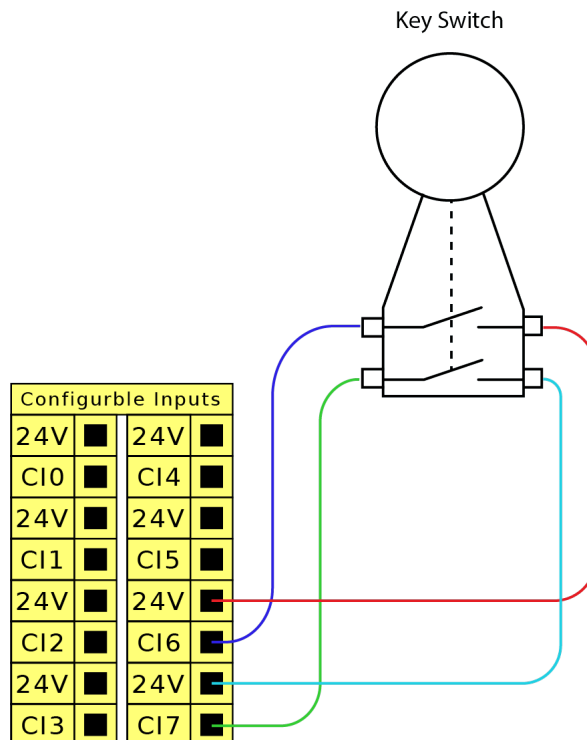 Key Switch
Configurble Inputs
24V 24V
CI0 CI4
24V 24V
CI1 CI5
24V 24V
CI2 CI6
24V 24V
CI3 CI7